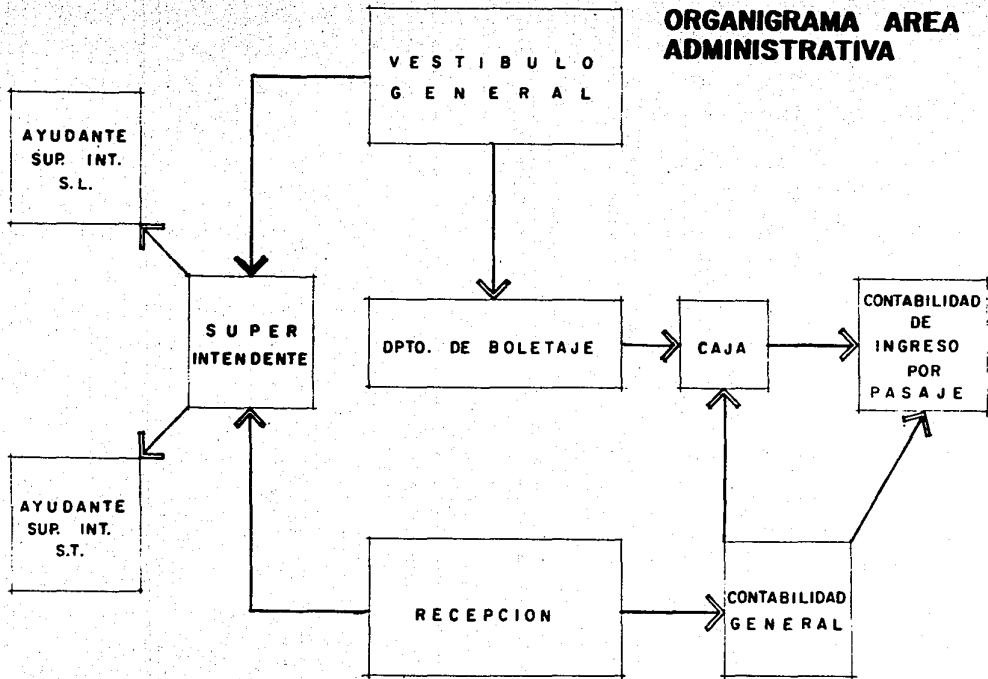 ORGANIGRAMA AREA
ADMINISTRATIVA
VESTIBULO
GENERAL
AYUDANTE
SUP. INT.
S.L.
SUPER
INTENDENTE
DPTO. DE BOLETAJE
CAJA
CONTABILIDAD
DE
INGRESO
POR
PASAJE
AYUDANTE
SUP. INT.
S.T.
RECEPCION
CONTABILIDAD
GENERAL